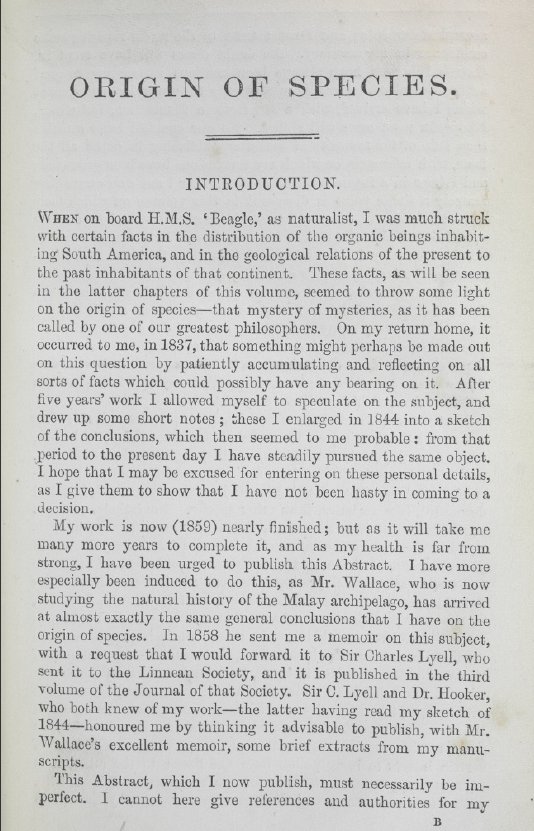 ORIGIN OF SPECIES.
INTRODUCTION.
WHEN on board H.M.S. ‘Beagle,’ as naturalist, I was much struck
with certain facts in the distribution of the organic beings inhabit-
ing South America, and in the geological relations of the present to
the past inhabitants of that continent. These facts, as will be seen
in the latter chapters of this volume, seemed to throw some light
on the origin of species—that mystery of mysteries, as it has been
called by one of our greatest philosophers. On my return home, it
occurred to me, in 1837, that something might perhaps be made out
on this question by patiently accumulating and reflecting on all
sorts of facts which could possibly have any bearing on it. After
five years’ work I allowed myself to speculate on the subject, and
drew up some short notes; these I enlarged in 1844 into a sketch
of the conclusions, which then seemed to me probable: from that
period to the present day I have steadily pursued the same object.
I hope that I may be excused for entering on these personal details,
as I give them to show that I have not been hasty in coming to a
decision.
My work is now (1859) nearly finished; but as it will take me
many more years to complete it, and as my health is far from
strong, I have been urged to publish this Abstract. I have more
especially been induced to do this, as Mr. Wallace, who is now
studying the natural history of the Malay archipelago, has arrived
at almost exactly the same general conclusions that I have on the
origin of species. In 1858 he sent me a memoir on this subject,
with a request that I would forward it to Sir Charles Lyell, who
sent it to the Linnean Society, and it is published in the third
volume of the Journal of that Society. Sir C. Lyell and Dr. Hooker,
who both knew of my work—the latter having read my sketch of
1844—honoured me by thinking it advisable to publish, with Mr.
Wallace’s excellent memoir, some brief extracts from my manu-
scripts.
This Abstract, which I now publish, must necessarily be im-
perfect. I cannot here give references and authorities for my
B